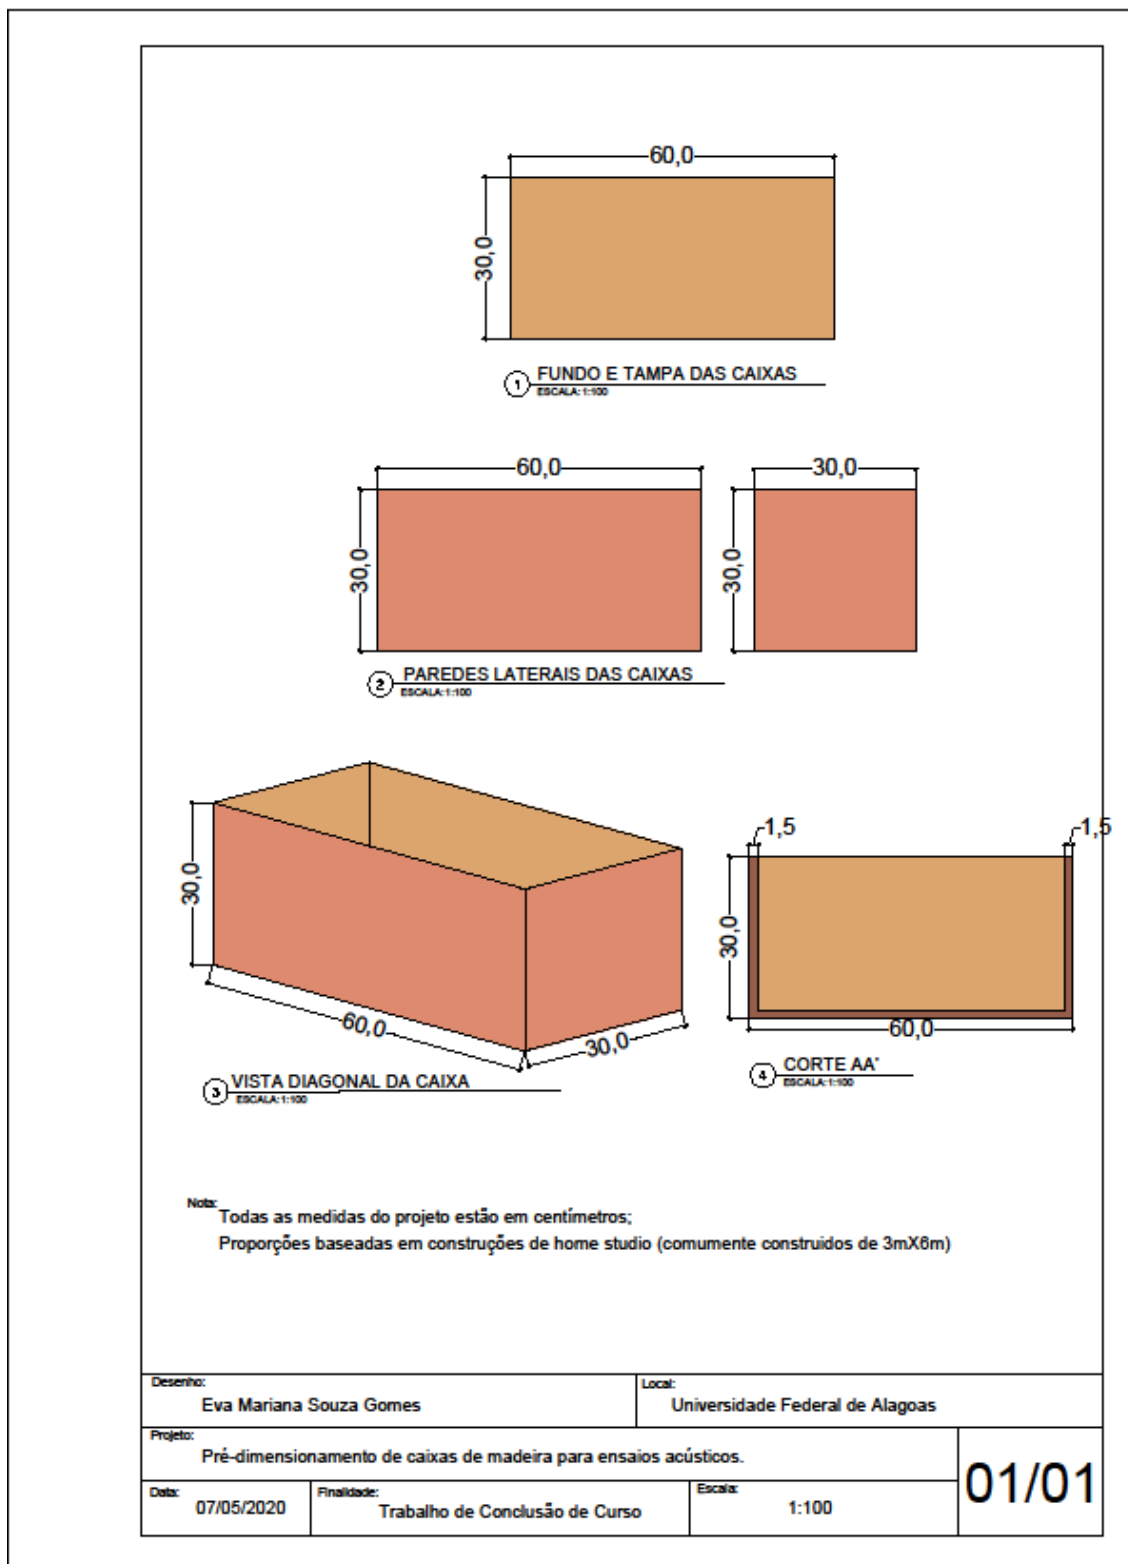 60,0
30,0
1 FUNDO E TAMPA DAS CAIXAS
ESCALA:1:100
60,0
30,0
30,0
30,0
2 PAREDES LATERAIS DAS CAIXAS
ESCALA:1:100
30,0
60,0
30,0
3 VISTA DIAGONAL DA CAIXA
ESCALA:1:100
1,5
1,5
30,0
60,0
4 CORTE AA'
ESCALA:1:100
Nota:
Todas as medidas do projeto estão em centímetros;
Proporções baseadas em construções de home studio (comumente construidos de 3mX6m)
Desenho:
Eva Mariana Souza Gomes
Local:
Universidade Federal de Alagoas
Projeto:
Pré-dimensionamento de caixas de madeira para ensaios acústicos.
Data:
07/05/2020
Finalidade:
Trabalho de Conclusão de Curso
Escala:
1:100
01/01